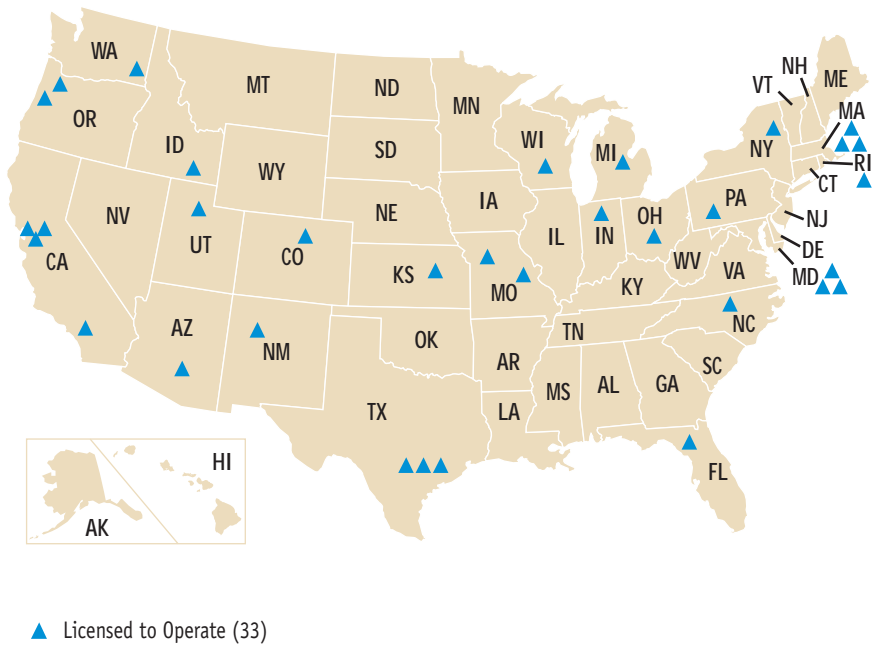 WA
MT
ND
MN
VT
NH
ME
MA
OR
ID
WY
SD
WI
MI
NY
RI
CT
NV
UT
CO
NE
IA
IL
IN
OH
PA
NJ
DE
MD
CA
KS
MO
KY
WV
VA
AZ
NM
OK
AR
TN
NC
SC
TX
LA
MS
AL
GA
FL
HI
AK
Licensed to Operate (33)